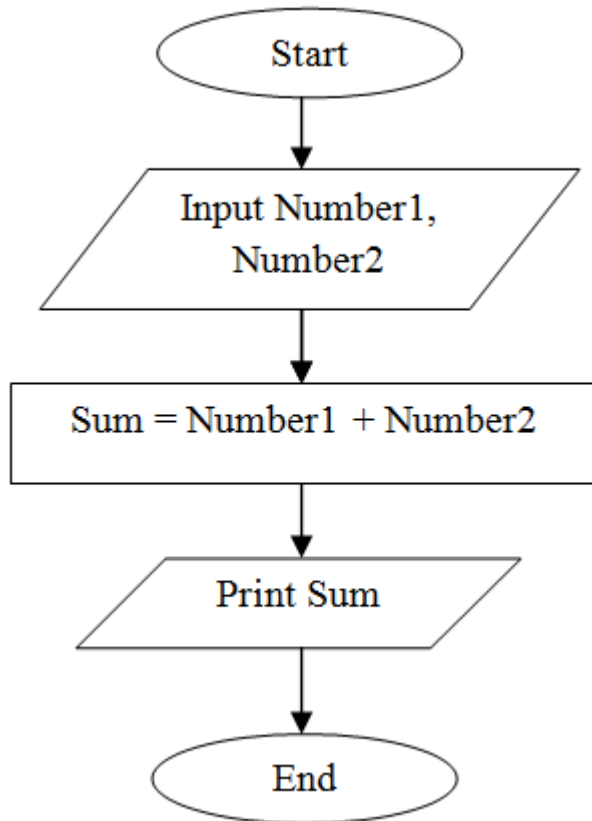 Start
Input Number1,
Number2
Sum = Number1 + Number2
Print Sum
End